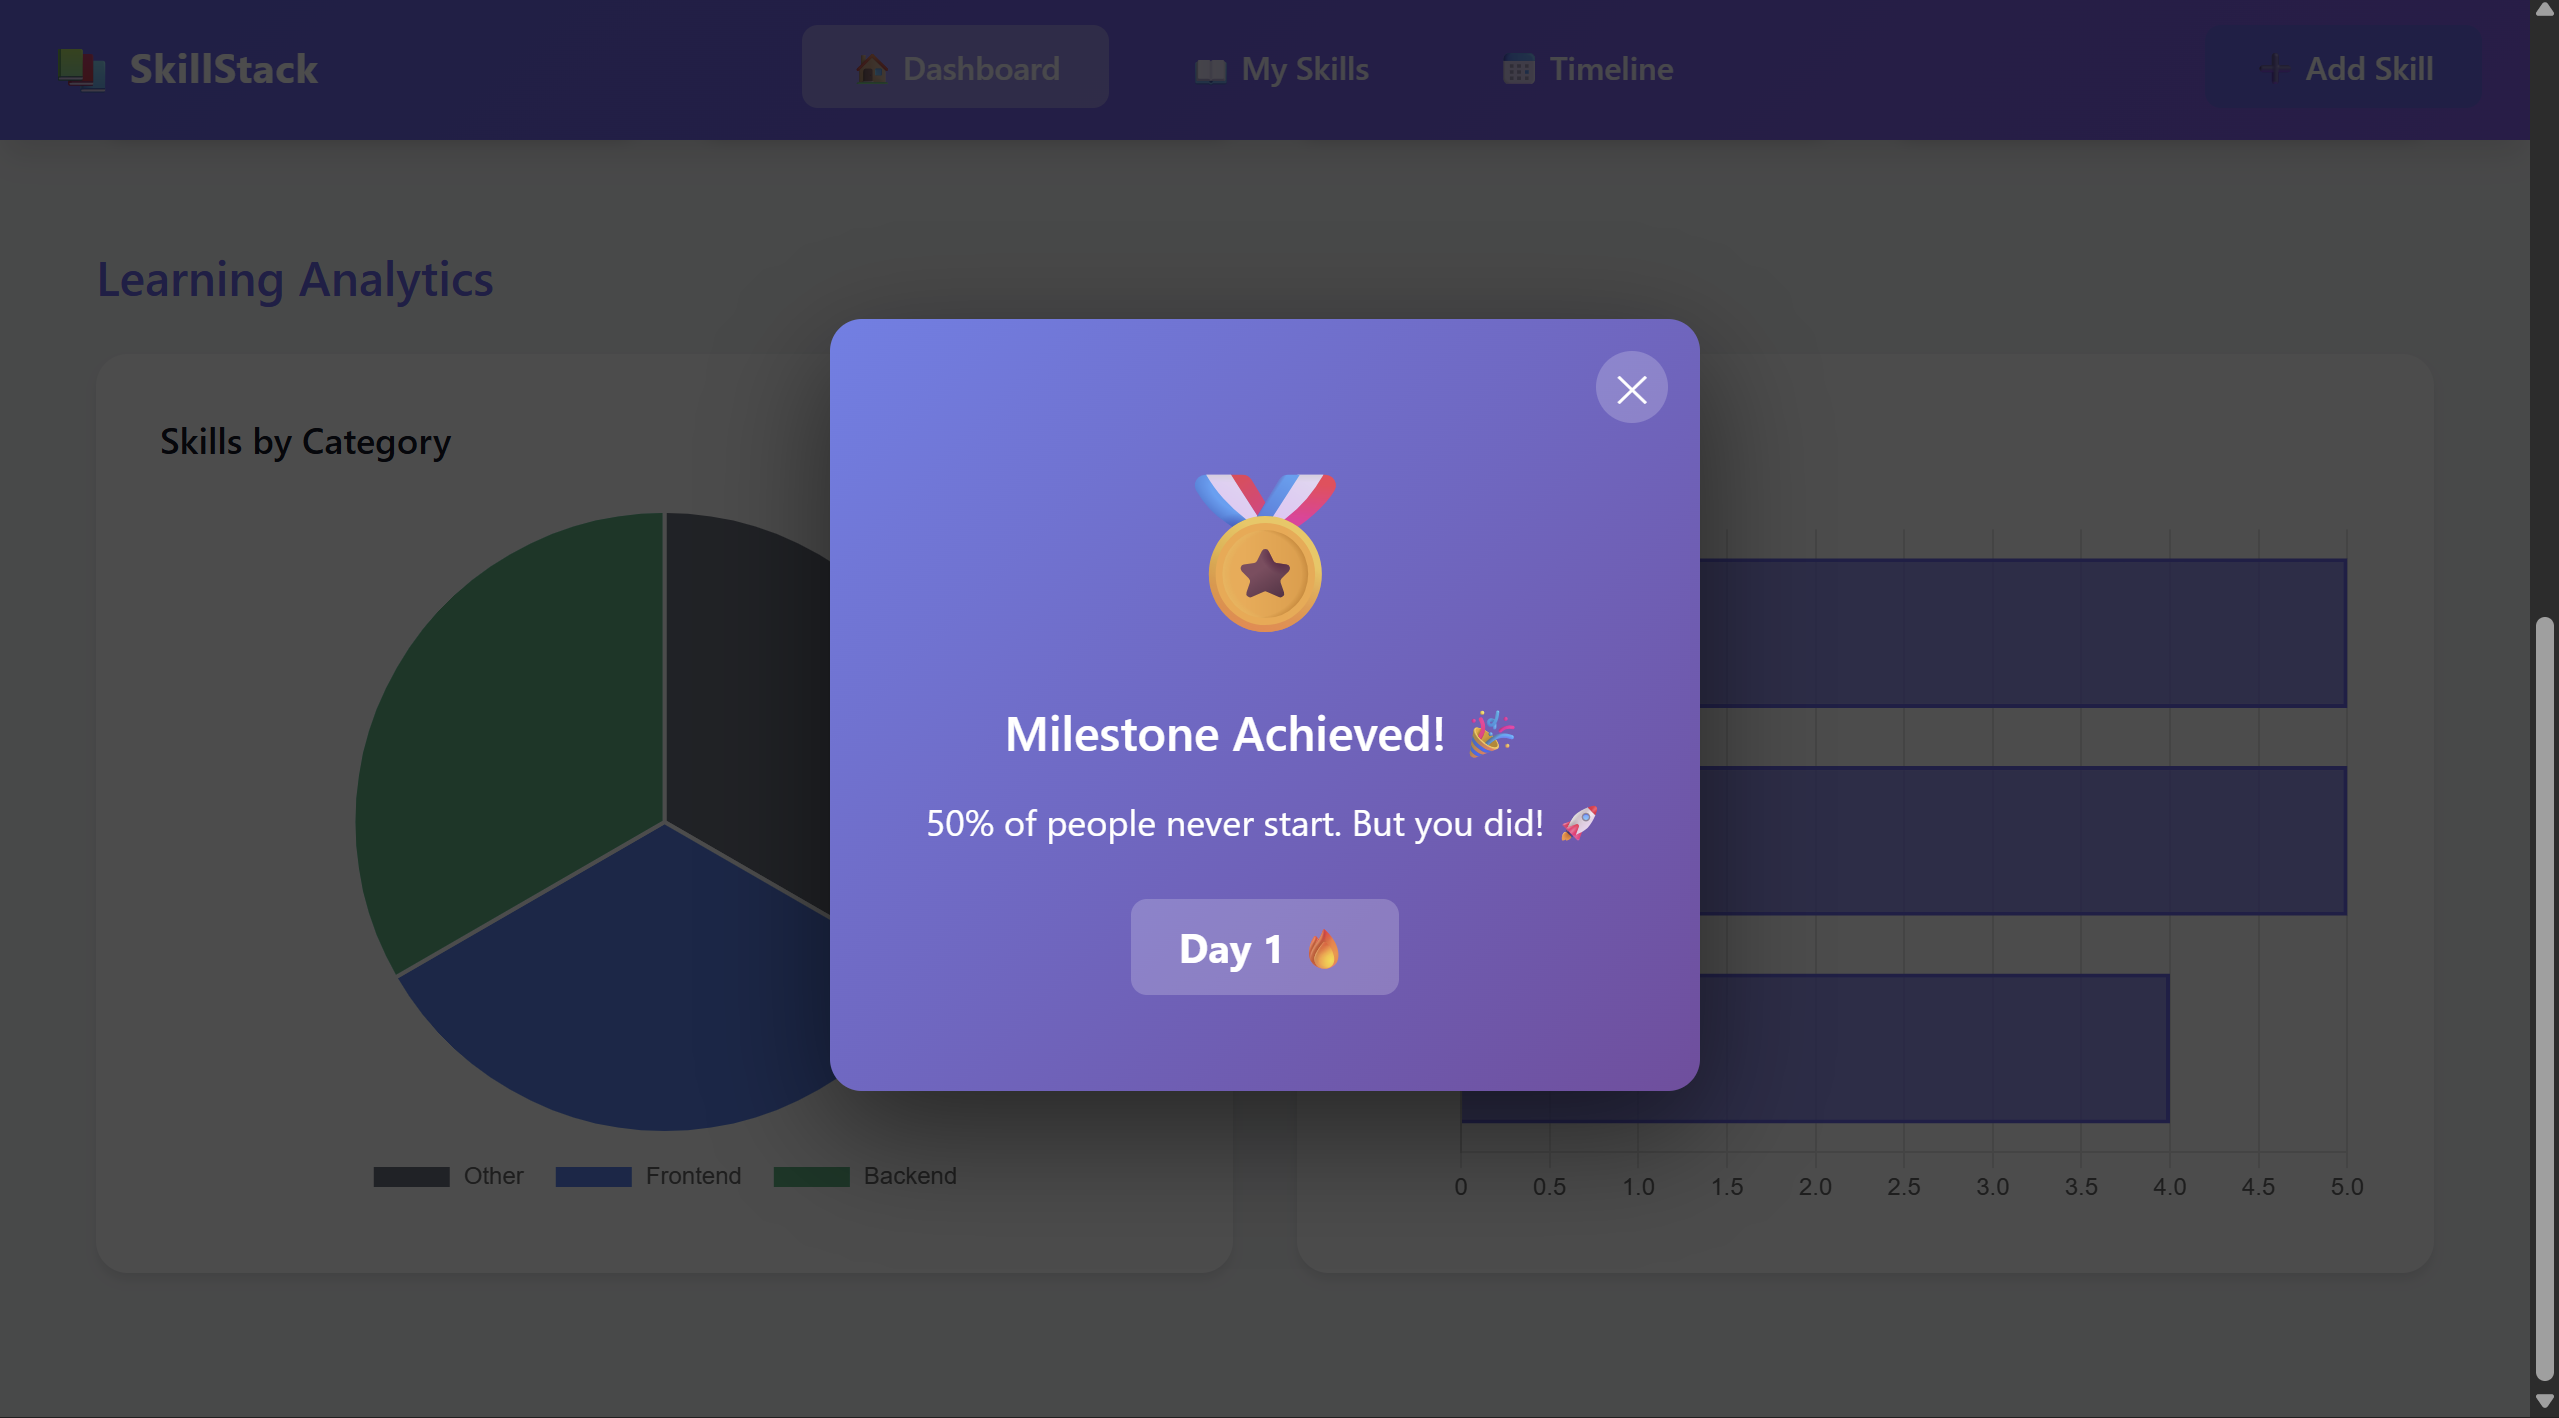 SkillStack
Dashboard
My Skills
Timeline
Add Skill
Learning Analytics
Skills by Category
Other Frontend Backend
Milestone Achieved!
50% of people never start. But you did!
Day 1
0 0.5 1.0 1.5 2.0 2.5 3.0 3.5 4.0 4.5 5.0